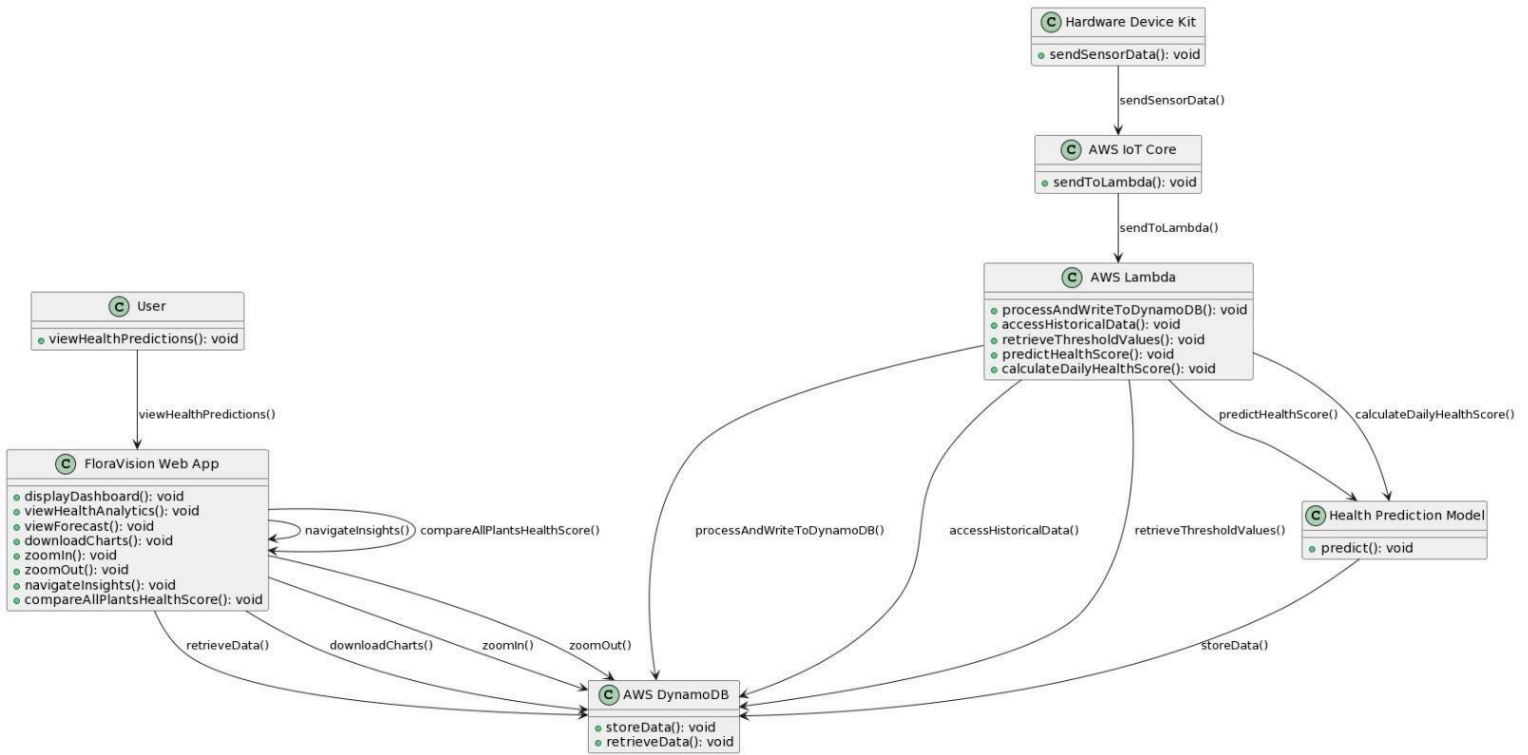 C Hardware Device Kit
sendSensorData(): void
sendSensorData()
C AWS IoT Core
sendToLambda(): void
sendToLambda()
C AWS Lambda
processAndWriteToDynamoDB(): void
accessHistoricalData(): void
retrieveThresholdValues(): void
predictHealthScore(): void
calculateDailyHealthScore(): void
C User
viewHealthPredictions(): void
viewHealthPredictions()
predictHealthScore()
calculateDailyHealthScore()
C FloraVision Web App
displayDashboard(): void
viewHealthAnalytics(): void
viewForecast(): void
downloadCharts(): void
zoomIn(): void
zoomOut(): void
navigateInsights(): void
compareAllPlantsHealthScore(): void
navigateInsights()
compareAllPlantsHealthScore()
processAndWriteToDynamoDB()
accessHistoricalData()
retrieveThresholdValues()
C Health Prediction Model
predict(): void
retrieveData()
downloadCharts()
zoomIn()
zoomOut()
storeData()
C AWS DynamoDB
storeData(): void
retrieveData(): void